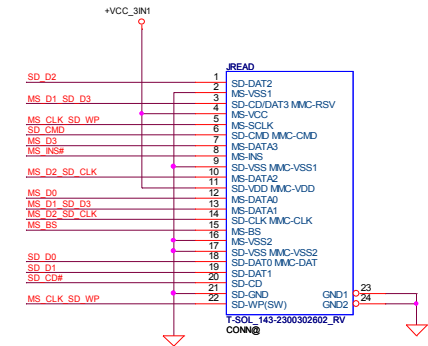 +VCC_3IN1
JREAD
SD_D2 1 SD-DAT2
2 MS-VSS1
MS_D1_SD_D3 3 SD-CD/DAT3 MMC-RSV
4 MS-VCC
MS_CLK_SD_WP 5 MS-SCLK
SD_CMD 6 SD-CMD MMC-CMD
MS_D3 7 MS-DATA3
MS_INS# 8 MS-INS
9 SD-VSS MMC-VSS1
MS_D2_SD_CLK 10 MS-DATA2
11 SD-VDD MMC-VDD
MS_D0 12 MS-DATA0
MS_D1_SD_D3 13 MS-DATA1
MS_D2_SD_CLK 14 SD-CLK MMC-CLK
MS_BS 15 MS-BS
16 MS-VSS2
17 SD-VSS MMC-VSS2
SD_D0 18 SD-DAT0 MMC-DAT
SD_D1 19 SD-DAT1
SD_CD# 20 SD-CD
21 SD-GND GND1 23
MS_CLK_SD_WP 22 SD-WP(SW) GND2 24
T-SOL_143-2300302602_RV
CONN@